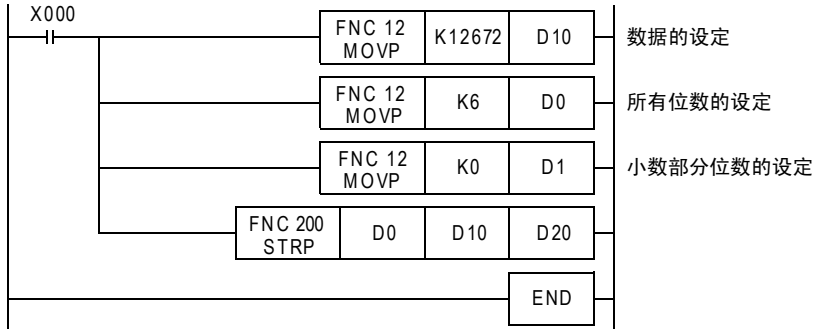 X000
FNC 12
MOVP K12672 D10 数据的设定
FNC 12
MOVP K6 D0 所有位数的设定
FNC 12
MOVP K0 D1 小数部分位数的设定
FNC 200
STRP D0 D10 D20
END